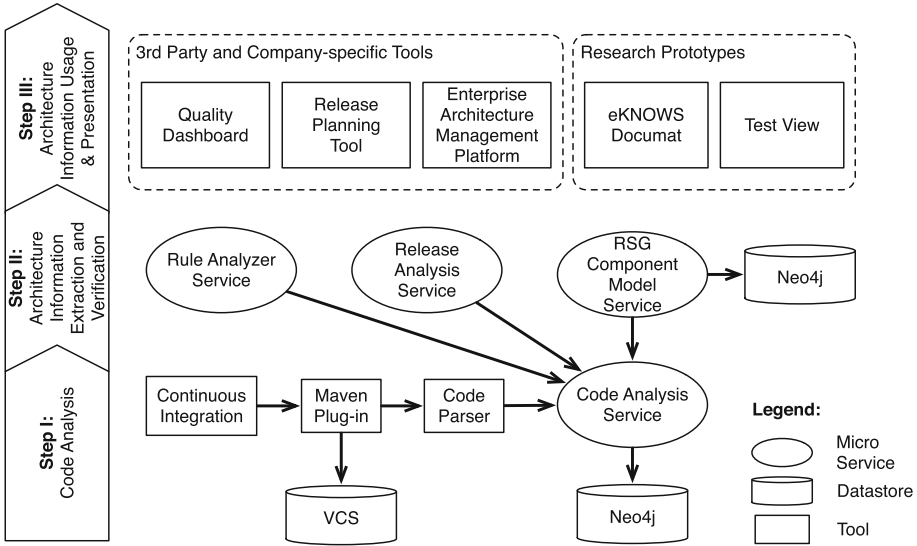 Step III:
Architecture
Information Usage
& Presentation
3rd Party and Company-specific Tools
Quality
Dashboard
Release
Planning
Tool
Enterprise
Architecture
Management
Platform
Research Prototypes
eKNOWS
Documat
Test View
Step II:
Architecture
Information
Extraction and
Verification
Rule Analyzer
Service
Release
Analysis
Service
RSG
Component
Model
Service
Neo4j
Step I:
Code Analysis
Continuous
Integration
Maven
Plug-in
Code
Parser
Code Analysis
Service
VCS
Neo4j
Legend:
Micro
Service
Datastore
Tool